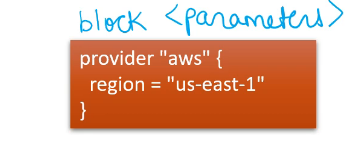 block <parameters>
provider "aws" {
region = "us-east-1"
}